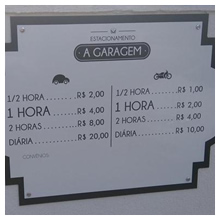 ESTACIONAMENTO
A GARAGEM
1/2 HORA ........ R$ 2,00
1 HORA ....... R$ 4,00
2 HORAS ........ R$ 8,00
DIÁRIA ........ R$ 20,00
CONVÊNIOS:
1/2 HORA ........ R$ 1,00
1 HORA ....... R$ 2,00
2 HORAS ........ R$ 4,00
DIÁRIA ........ R$ 10,00